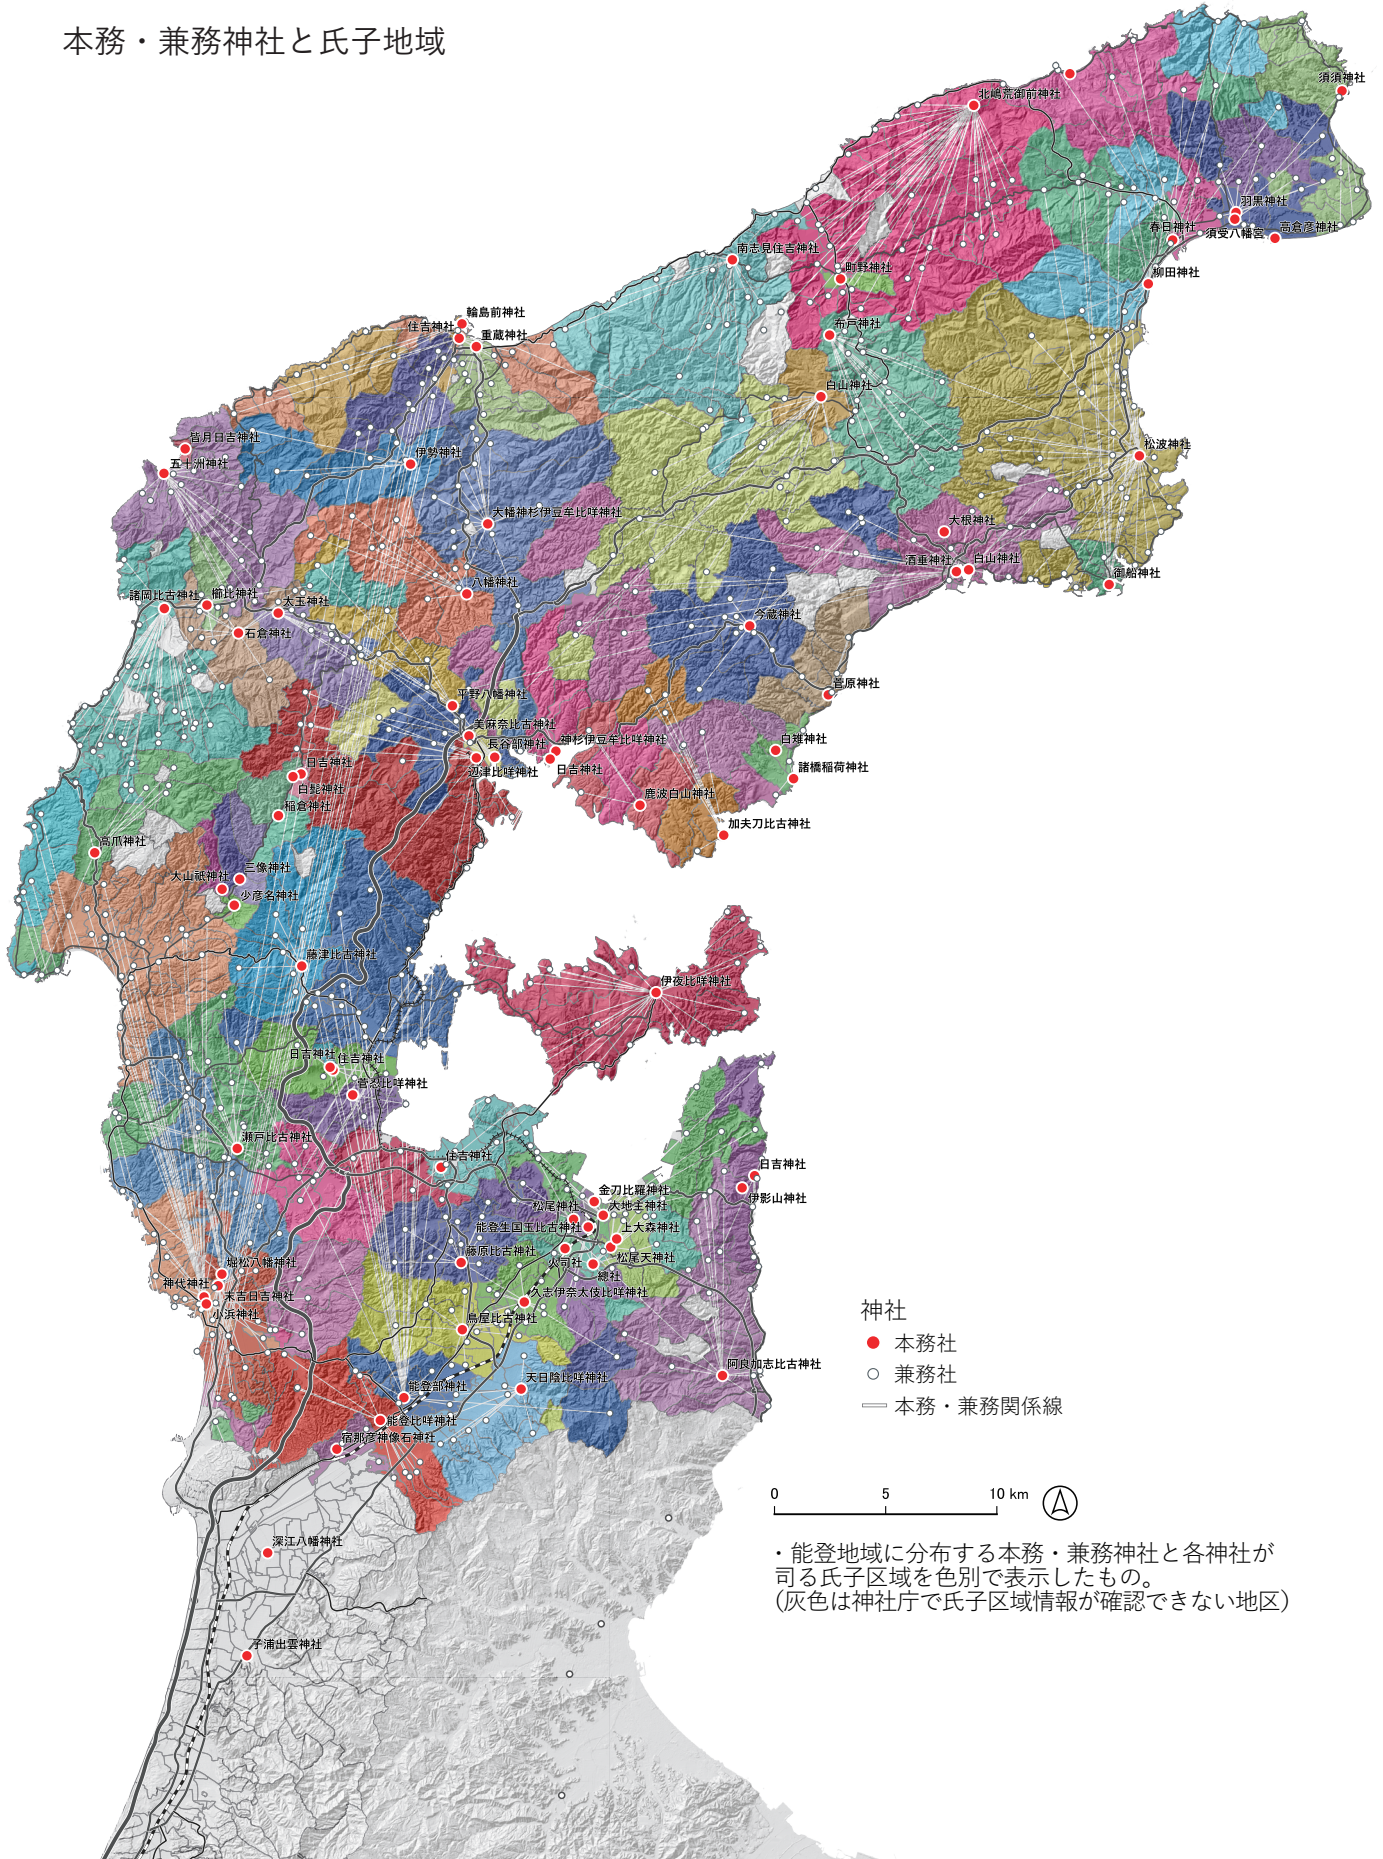 本務・兼務神社と氏子地域
須須神社
北嶋荒御前神社
羽黒神社
春日神社
須受八幡宮
高倉彦神社
南志見住吉神社
町野神社
柳田神社
輪島前神社
住吉神社
重蔵神社
布戸神社
白山神社
皆月日吉神社
五十洲神社
伊勢神社
松波神社
大幡神杉伊豆牟比咩神社
大根神社
酒垂神社
白山神社
御船神社
八幡神社
諸岡比古神社
櫛比神社
太玉神社
石倉神社
今蔵神社
菅原神社
平野八幡神社
美麻奈比古神社
長谷部神社
神杉伊豆牟比咩神社
辺津比咩神社
日吉神社
白雉神社
諸橋稲荷神社
日吉神社
白髭神社
稲倉神社
鹿波白山神社
加夫刀比古神社
高爪神社
三像神社
大山祇神社
少彦名神社
藤津比古神社
伊夜比咩神社
日吉神社
住吉神社
菅忍比咩神社
瀬戸比古神社
住吉神社
日吉神社
伊影山神社
金刀比羅神社
松尾神社
大地主神社
能登生国玉比古神社
上大森神社
藤原比古神社
火司社
松尾天神社
總社
堀松八幡神社
神代神社
末吉日吉神社
小浜神社
久志伊奈太伎比咩神社
鳥屋比古神社
阿良加志比古神社
天日陰比咩神社
能登部神社
能登比咩神社
宿那彦神像石神社
深江八幡神社
子浦出雲神社
神社
本務社
兼務社
本務・兼務関係線
0 5 10 km
・能登地域に分布する本務・兼務神社と各神社が
司る氏子区域を色別で表示したもの。
(灰色は神社庁で氏子区域情報が確認できない地区)